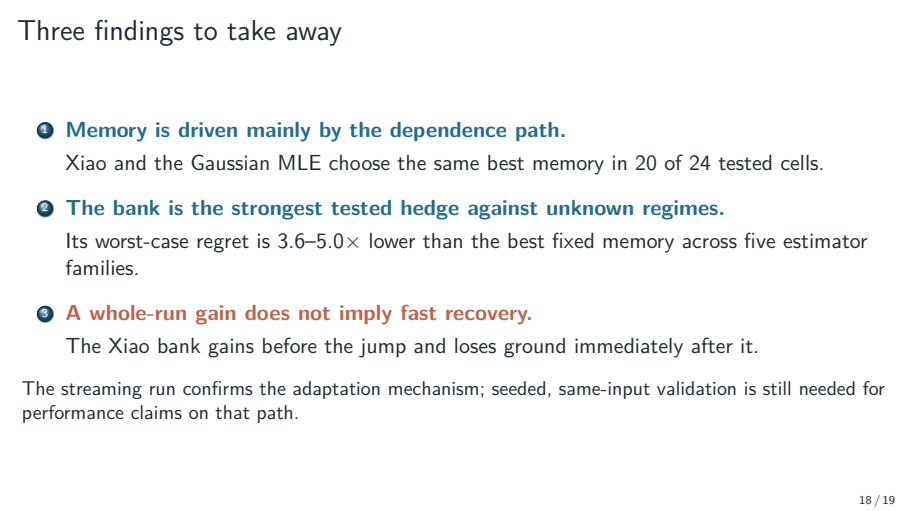 Three findings to take away
1 Memory is driven mainly by the dependence path.
Xiao and the Gaussian MLE choose the same best memory in 20 of 24 tested cells.
2 The bank is the strongest tested hedge against unknown regimes.
Its worst-case regret is 3.6–5.0× lower than the best fixed memory across five estimator
families.
3 A whole-run gain does not imply fast recovery.
The Xiao bank gains before the jump and loses ground immediately after it.
The streaming run confirms the adaptation mechanism; seeded, same-input validation is still needed for
performance claims on that path.
18 / 19